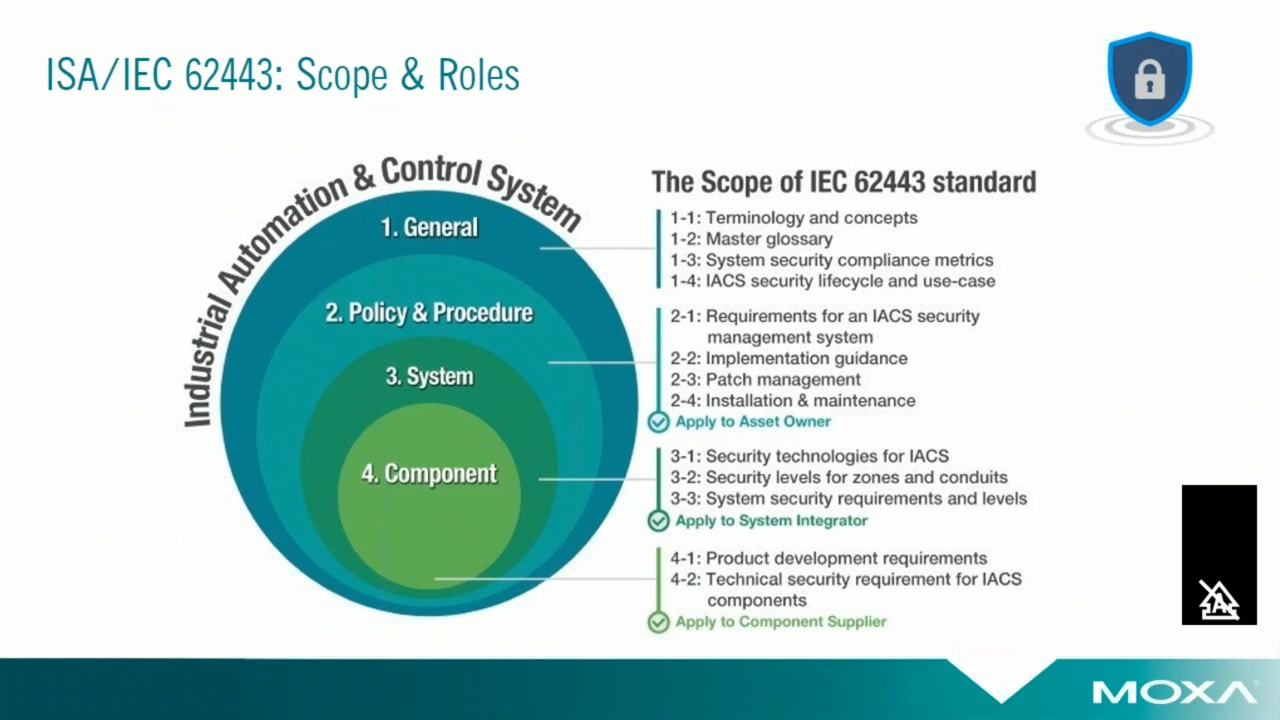 ISA/IEC 62443: Scope & Roles
Industrial Automation & Control System
1. General
2. Policy & Procedure
3. System
4. Component
The Scope of IEC 62443 standard
1-1: Terminology and concepts
1-2: Master glossary
1-3: System security compliance metrics
1-4: IACS security lifecycle and use-case
2-1: Requirements for an IACS security
management system
2-2: Implementation guidance
2-3: Patch management
2-4: Installation & maintenance
Apply to Asset Owner
3-1: Security technologies for IACS
3-2: Security levels for zones and conduits
3-3: System security requirements and levels
Apply to System Integrator
4-1: Product development requirements
4-2: Technical security requirement for IACS
components
Apply to Component Supplier
MOXA